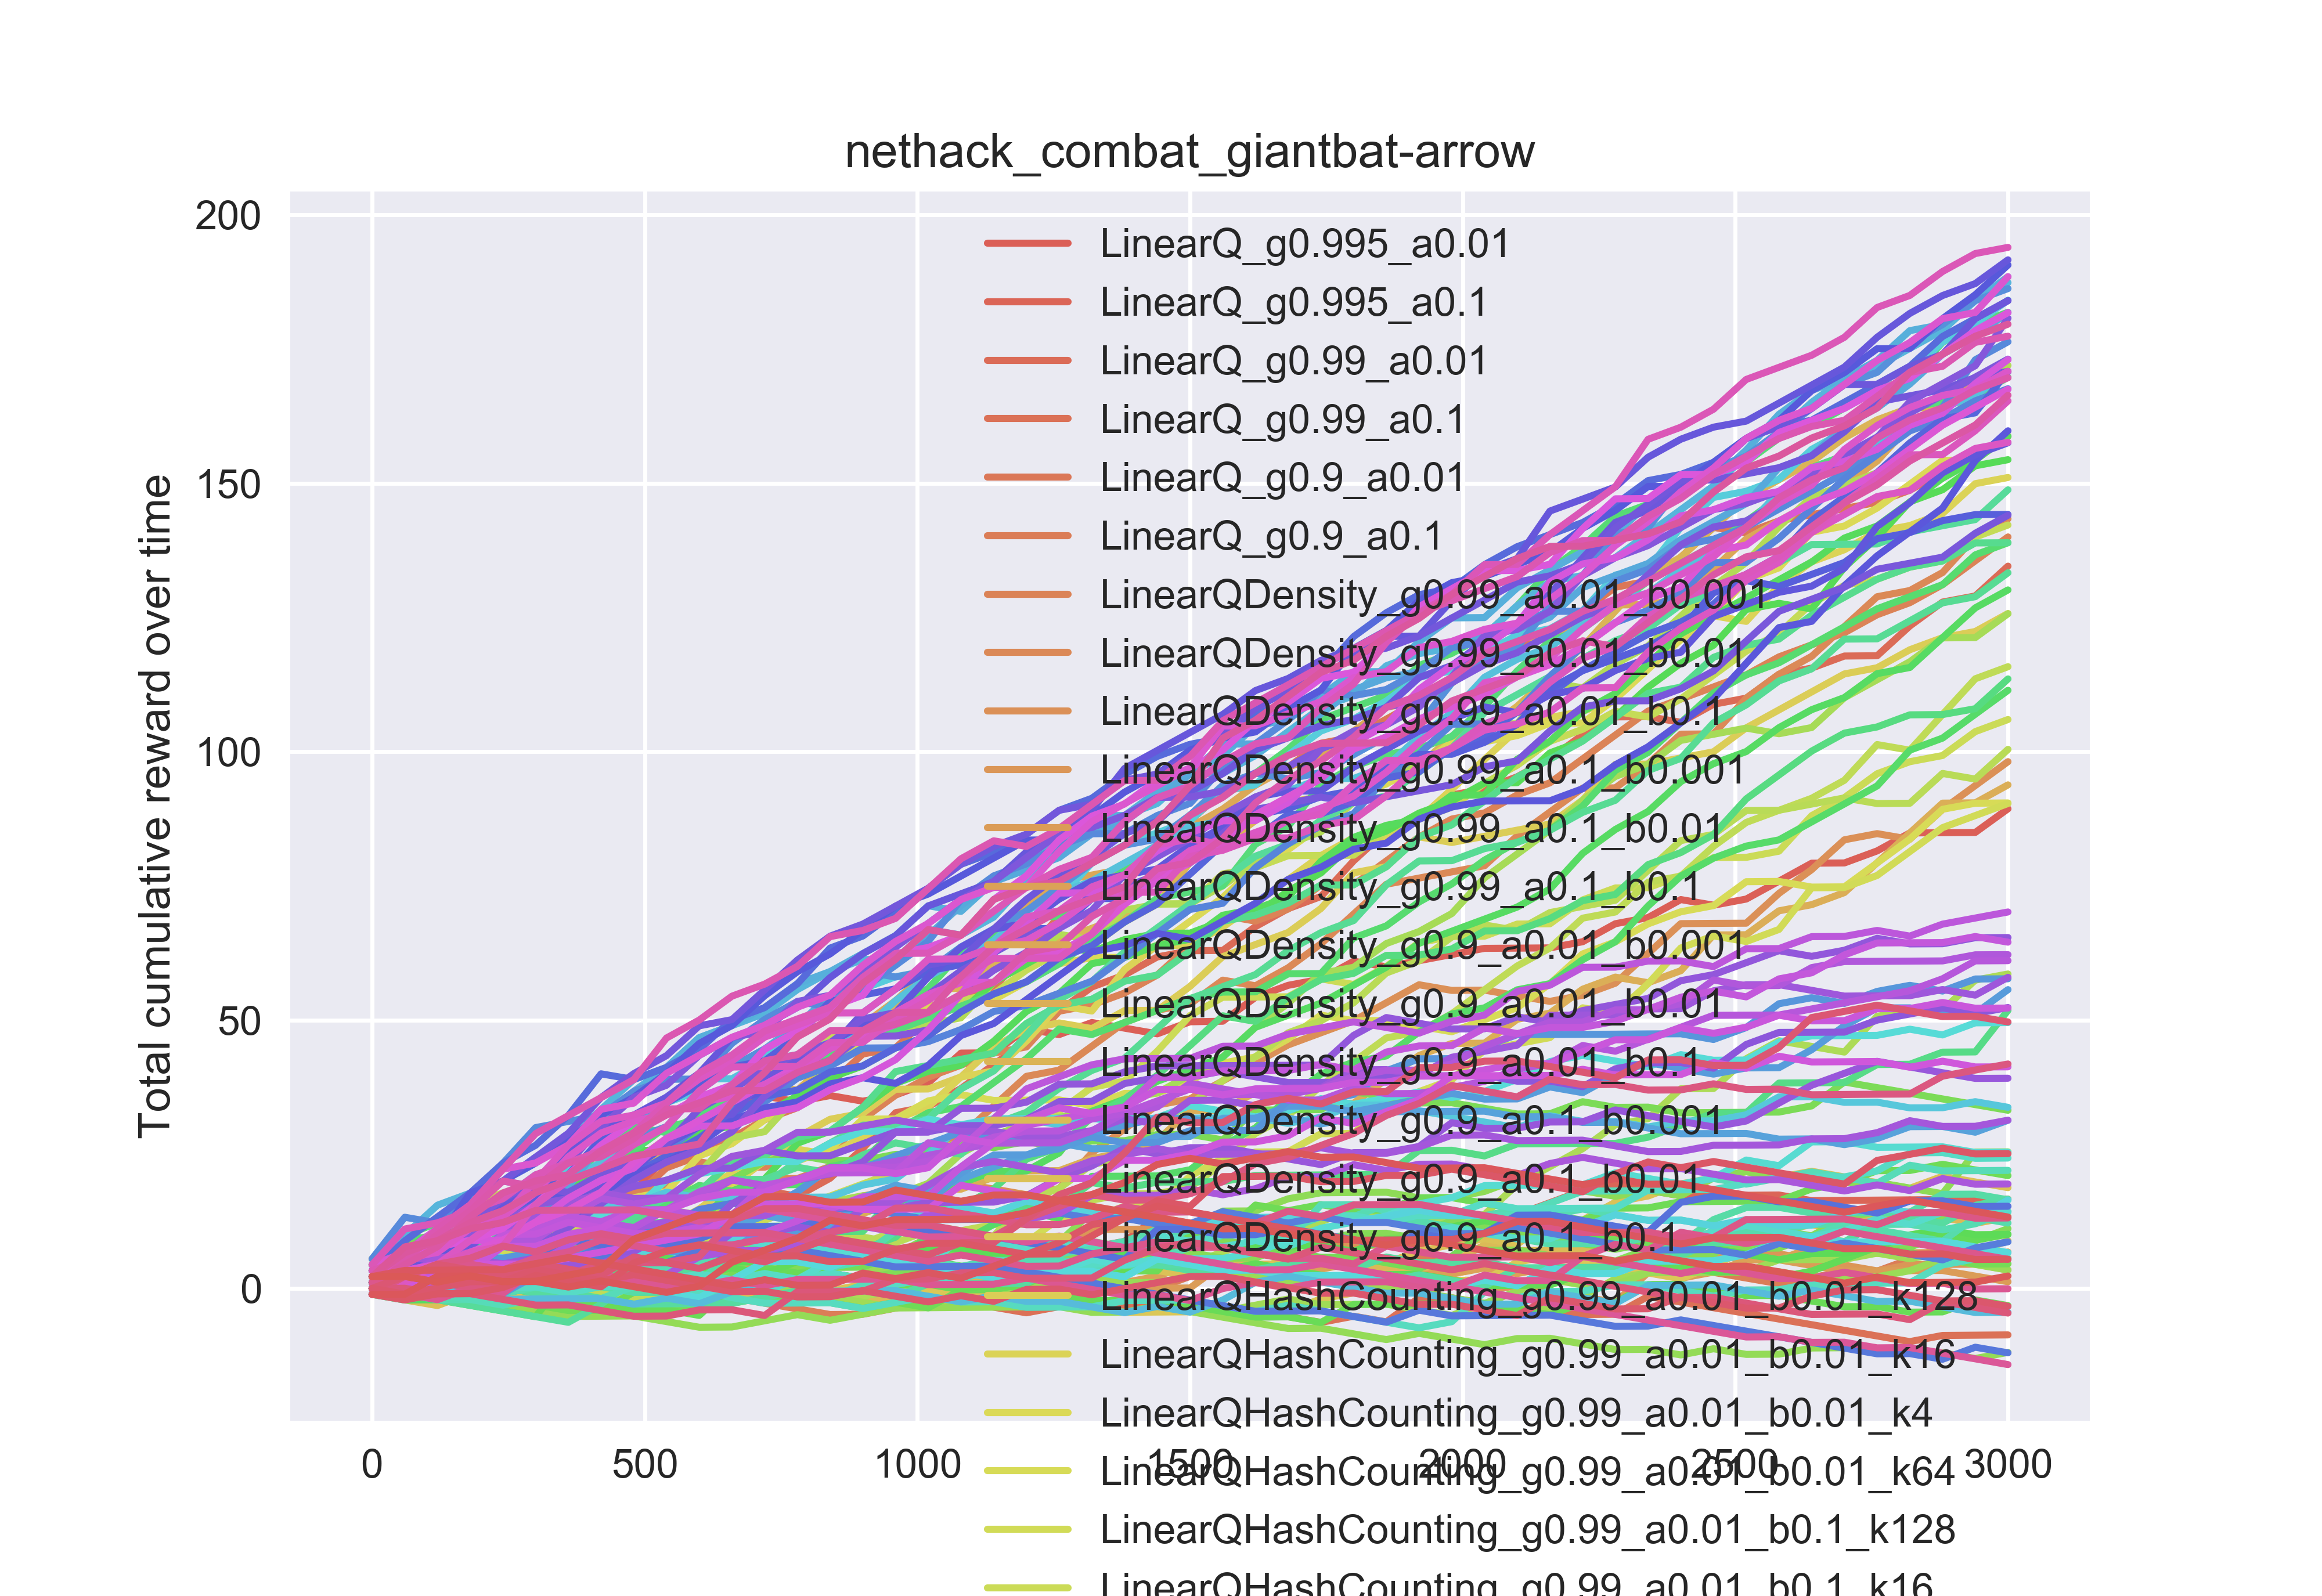 nethack_combat_giantbat-arrow
200
150
100
50
0
Total cumulative reward over time
LinearQ_g0.995_a0.01
LinearQ_g0.995_a0.1
LinearQ_g0.99_a0.01
LinearQ_g0.99_a0.1
LinearQ_g0.9_a0.01
LinearQ_g0.9_a0.1
LinearQDensity_g0.99_a0.01_b0.001
LinearQDensity_g0.99_a0.01_b0.01
LinearQDensity_g0.99_a0.01_b0.1
LinearQDensity_g0.99_a0.1_b0.001
LinearQDensity_g0.99_a0.1_b0.01
LinearQDensity_g0.99_a0.1_b0.1
LinearQDensity_g0.9_a0.01_b0.001
LinearQDensity_g0.9_a0.01_b0.01
LinearQDensity_g0.9_a0.01_b0.1
LinearQDensity_g0.9_a0.1_b0.001
LinearQDensity_g0.9_a0.1_b0.01
LinearQDensity_g0.9_a0.1_b0.1
LinearQHashCounting_g0.99_a0.01_b0.01_k128
LinearQHashCounting_g0.99_a0.01_b0.01_k16
LinearQHashCounting_g0.99_a0.01_b0.01_k4
0 500 1000 1500 2000 2500 3000
LinearQHashCounting_g0.99_a0.01_b0.01_k64
LinearQHashCounting_g0.99_a0.01_b0.1_k128
LinearQHashCounting_g0.99_a0.01_b0.1_k16